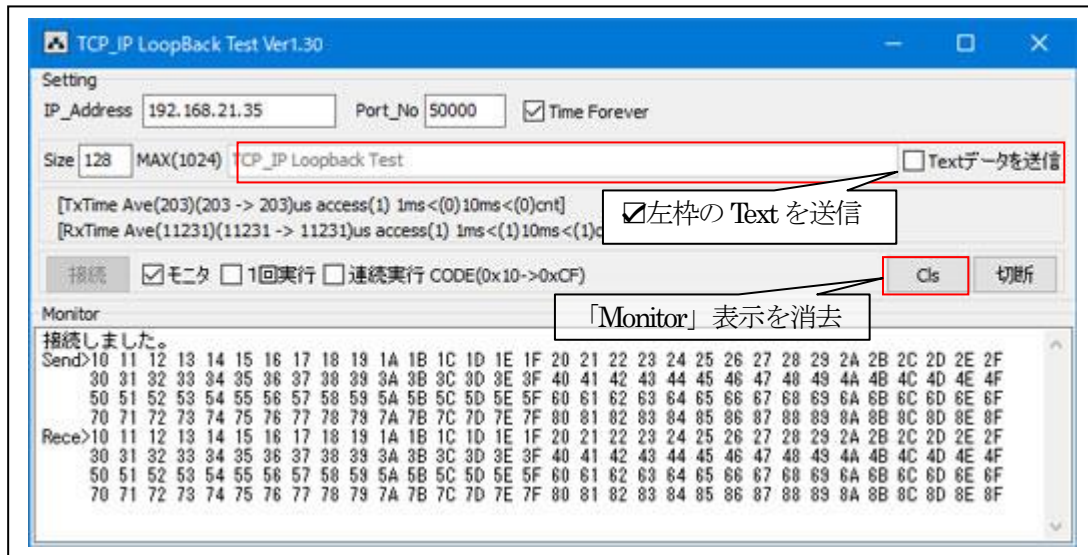 TCP_IP LoopBack Test Ver1.30
Setting
IP_Address 192.168.21.35 Port_No 50000 Time Forever
Size 128 MAX(1024) TCP_IP Loopback Test Textデータを送信
[TxTime Ave(203)(203 -> 203)us access(1) 1ms<(0)10ms<(0)cnt]
☑左枠の Text を送信
[RxTime Ave(11231)(11231 -> 11231)us access(1) 1ms<(1)10ms<(1)c
接続 モニタ 1回実行 連続実行 CODE(0x10->0xCF) Cls 切断
「Monitor」表示を消去
Monitor
接続しました。
Send>10 11 12 13 14 15 16 17 18 19 1A 1B 1C 1D 1E 1F 20 21 22 23 24 25 26 27 28 29 2A 2B 2C 2D 2E 2F
30 31 32 33 34 35 36 37 38 39 3A 3B 3C 3D 3E 3F 40 41 42 43 44 45 46 47 48 49 4A 4B 4C 4D 4E 4F
50 51 52 53 54 55 56 57 58 59 5A 5B 5C 5D 5E 5F 60 61 62 63 64 65 66 67 68 69 6A 6B 6C 6D 6E 6F
70 71 72 73 74 75 76 77 78 79 7A 7B 7C 7D 7E 7F 80 81 82 83 84 85 86 87 88 89 8A 8B 8C 8D 8E 8F
Rece>10 11 12 13 14 15 16 17 18 19 1A 1B 1C 1D 1E 1F 20 21 22 23 24 25 26 27 28 29 2A 2B 2C 2D 2E 2F
30 31 32 33 34 35 36 37 38 39 3A 3B 3C 3D 3E 3F 40 41 42 43 44 45 46 47 48 49 4A 4B 4C 4D 4E 4F
50 51 52 53 54 55 56 57 58 59 5A 5B 5C 5D 5E 5F 60 61 62 63 64 65 66 67 68 69 6A 6B 6C 6D 6E 6F
70 71 72 73 74 75 76 77 78 79 7A 7B 7C 7D 7E 7F 80 81 82 83 84 85 86 87 88 89 8A 8B 8C 8D 8E 8F